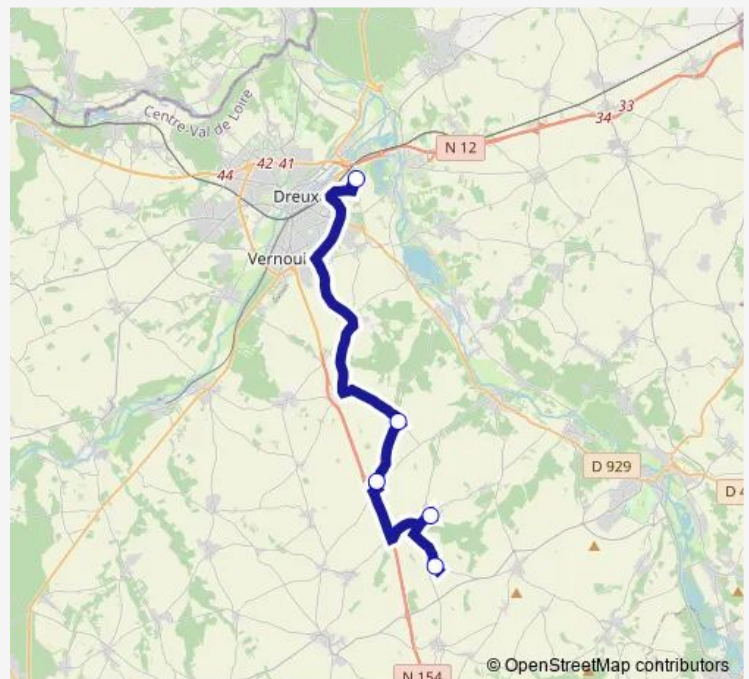 Centre-Val de Loire
33
34
N 12
42 41
44
Dreux
Vernoui
D 929
D 4
N 154
© OpenStreetMap contributors